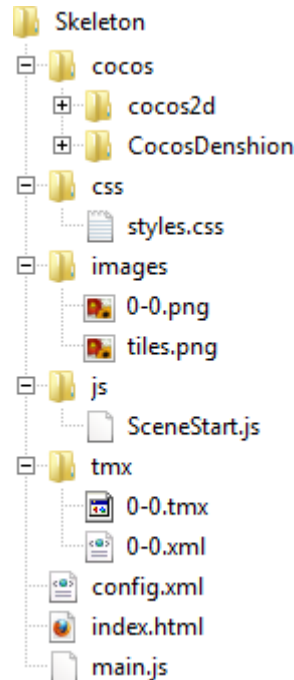 Skeleton
cocos
cocos2d
CocosDenshion
css
styles.css
images
0-0.png
tiles.png
js
SceneStart.js
tmx
0-0.tmx
0-0.xml
config.xml
index.html
main.js